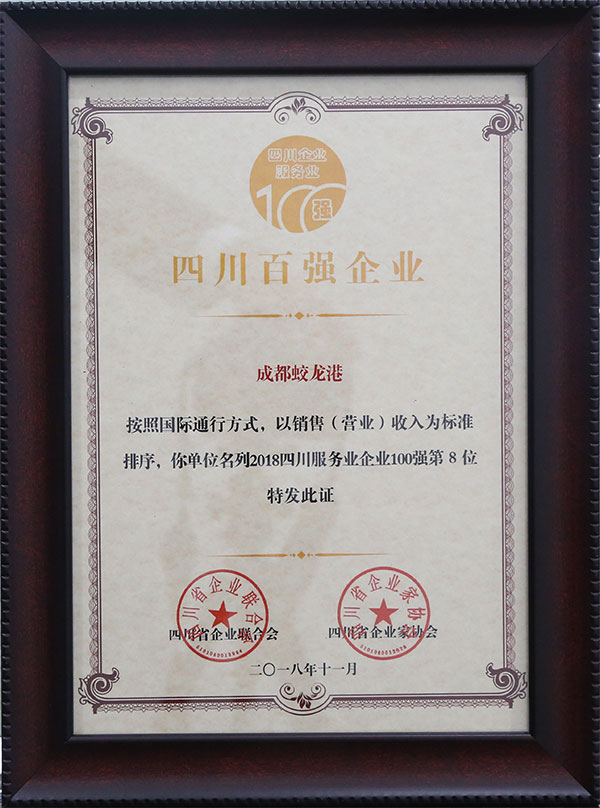 四川企业
服务业
100强
四川百强企业
成都蛟龙港
按照国际通行方式，以销售（营业）收入为标准
排序，你单位名列2018四川服务业企业100强第 8 位
特发此证
四川省企业联合会
四川省企业家协会
四川省企业联合会
四川省企业家协会
二〇一八年十一月